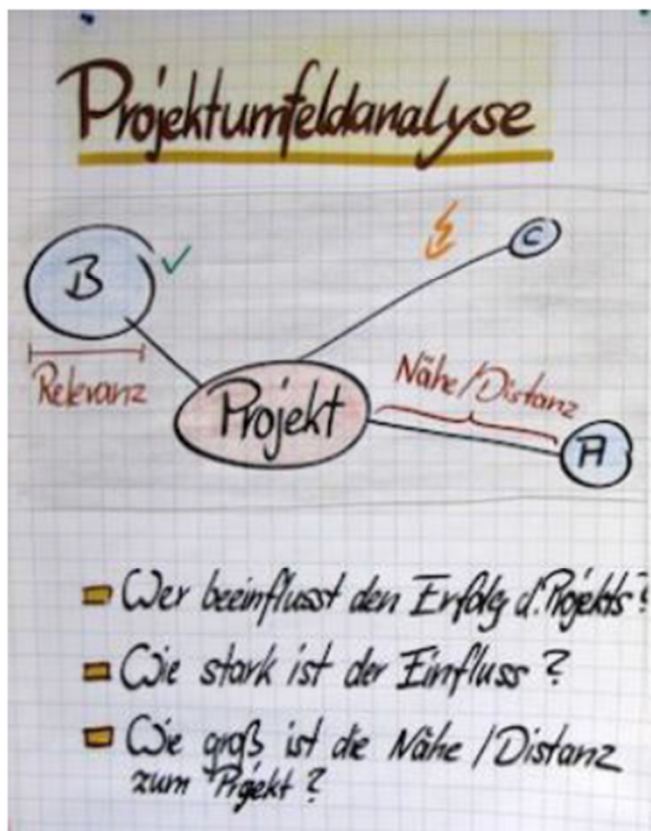 Projektumfeldanalyse
B
C
Relevanz
Projekt
Nähe/Distanz
A
Wer beeinflusst den Erfolg d. Projekts?
Wie stark ist der Einfluss?
Wie groß ist die Nähe/Distanz
zum Projekt?